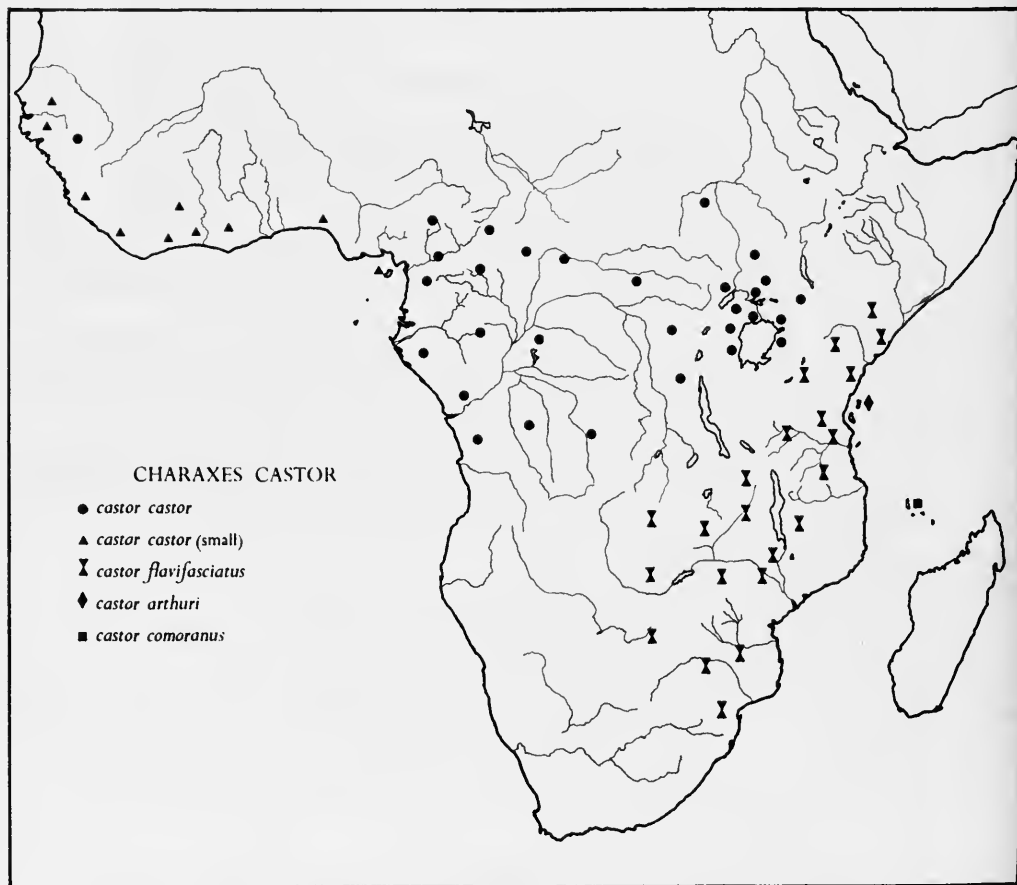 CHARAXES CASTOR
castor castor
castor castor (small)
castor flavifasciatus
castor arthuri
castor comoranus